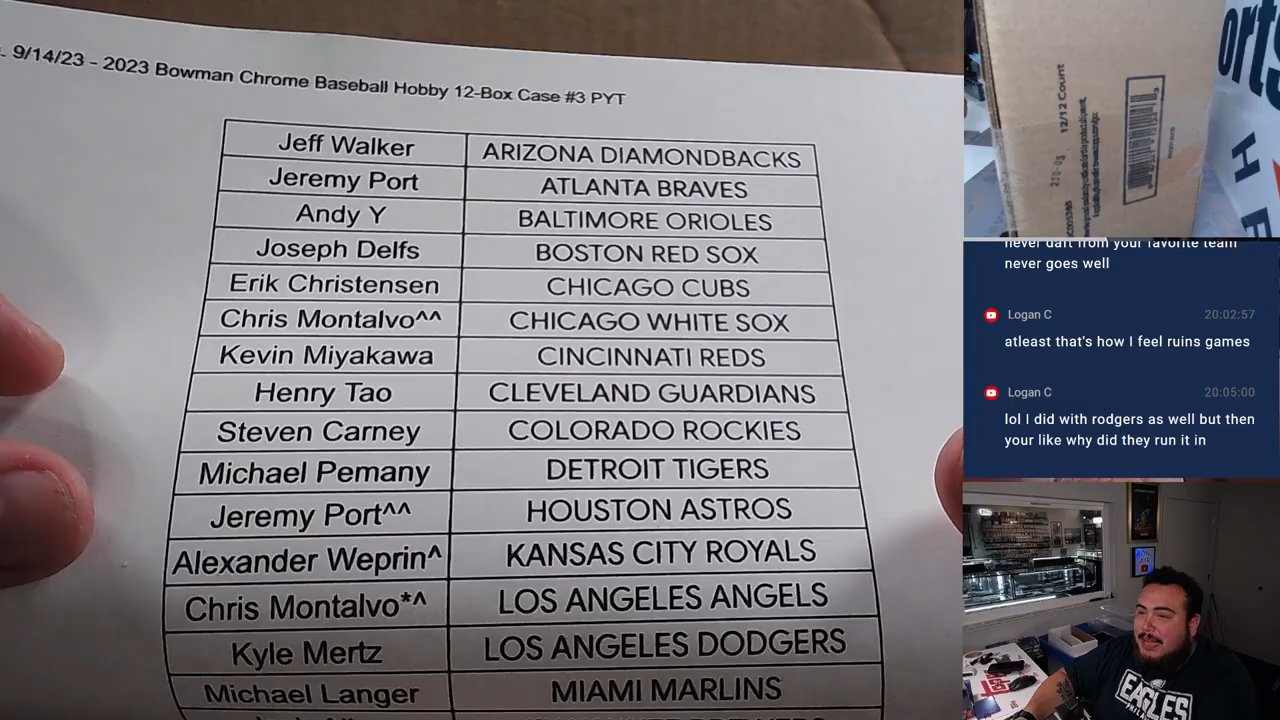 . 9/14/23 - 2023 Bowman Chrome Baseball Hobby 12-Box Case #3 PYT
Jeff Walker ARIZONA DIAMONDBACKS
Jeremy Port ATLANTA BRAVES
Andy Y BALTIMORE ORIOLES
Joseph Delfs BOSTON RED SOX
Erik Christensen CHICAGO CUBS
Chris Montalvo^^ CHICAGO WHITE SOX
Kevin Miyakawa CINCINNATI REDS
Henry Tao CLEVELAND GUARDIANS
Steven Carney COLORADO ROCKIES
Michael Pemany DETROIT TIGERS
Jeremy Port^^ HOUSTON ASTROS
Alexander Weprin^ KANSAS CITY ROYALS
Chris Montalvo*^ LOS ANGELES ANGELS
Kyle Mertz LOS ANGELES DODGERS
Michael Langer MIAMI MARLINS
12/12 Count
orts
H
E
never daft from your favorite team
never goes well
Logan C 20:02:57
atleast that's how I feel ruins games
Logan C 20:05:00
lol I did with rodgers as well but then
your like why did they run it in
EAGLES